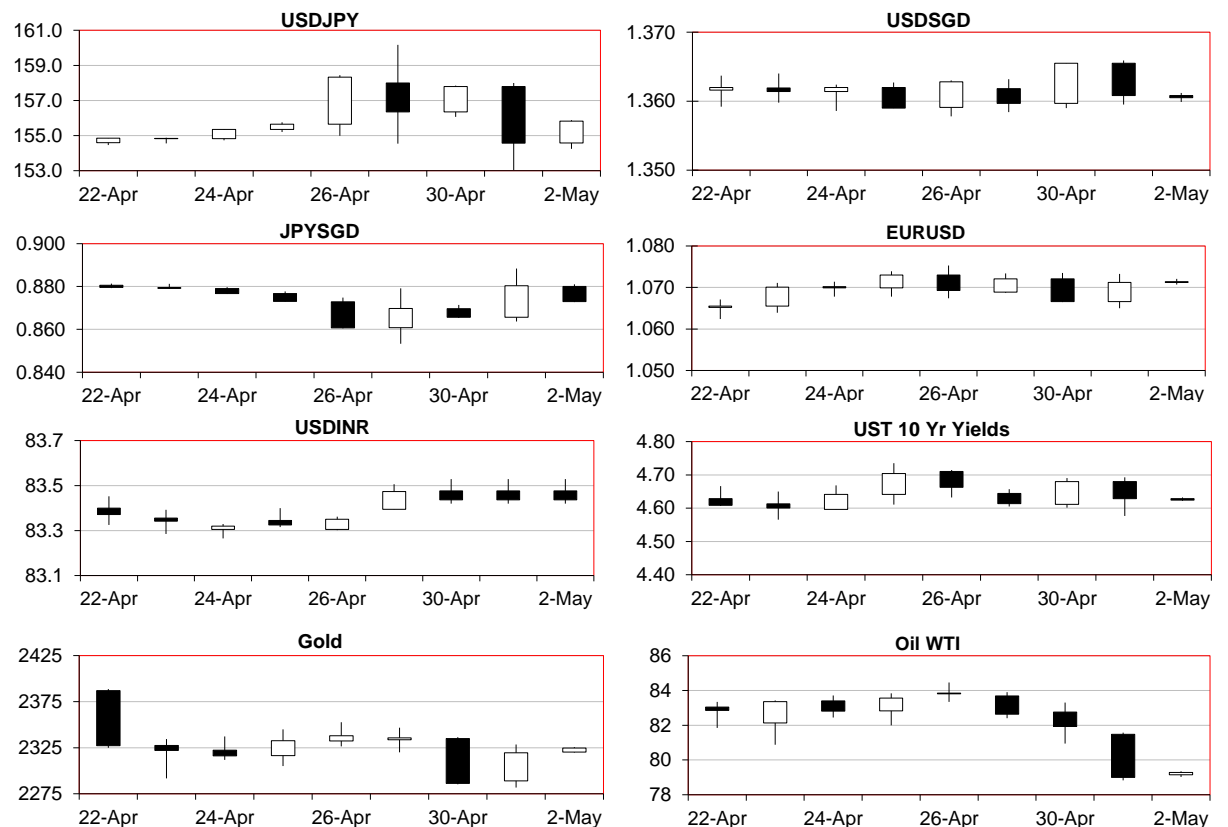 USDJPY
161.0
159.0
157.0
155.0
153.0
22-Apr 24-Apr 26-Apr 30-Apr 2-May
USDSGD
1.370
1.360
1.350
22-Apr 24-Apr 26-Apr 30-Apr 2-May
JPYSGD
0.900
0.880
0.860
0.840
22-Apr 24-Apr 26-Apr 30-Apr 2-May
EURUSD
1.080
1.070
1.060
1.050
22-Apr 24-Apr 26-Apr 30-Apr 2-May
USDINR
83.7
83.5
83.3
83.1
22-Apr 24-Apr 26-Apr 30-Apr 2-May
UST 10 Yr Yields
4.80
4.70
4.60
4.50
4.40
22-Apr 24-Apr 26-Apr 30-Apr 2-May
Gold
2425
2375
2325
2275
22-Apr 24-Apr 26-Apr 30-Apr 2-May
Oil WTI
86
84
82
80
78
22-Apr 24-Apr 26-Apr 30-Apr 2-May